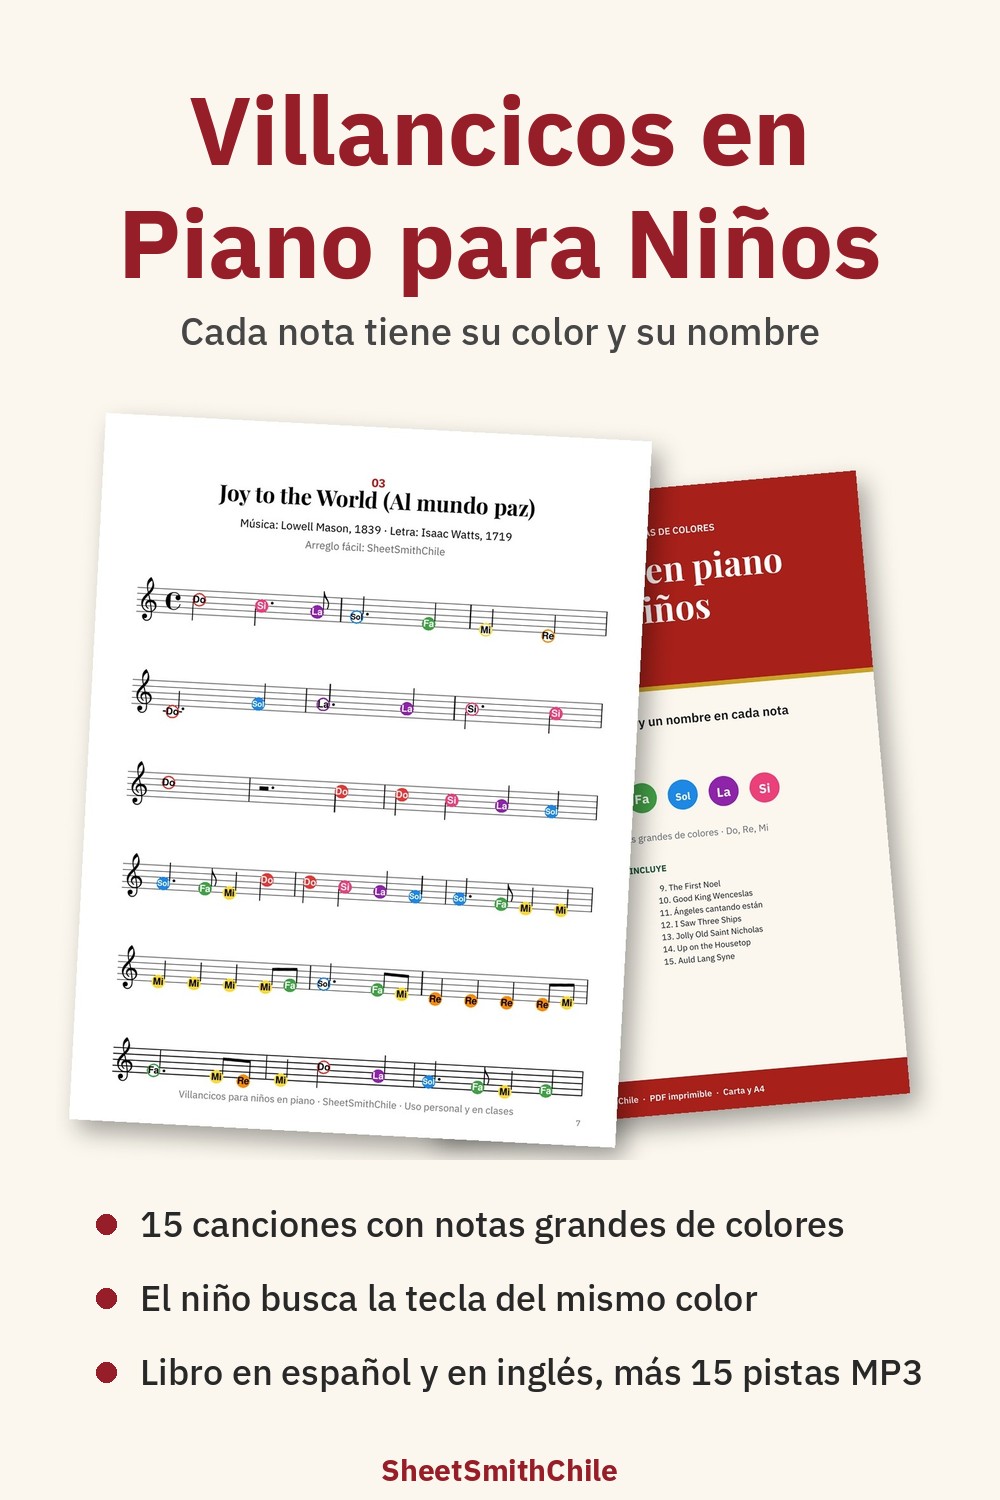 Villancicos en
Piano para Niños
Cada nota tiene su color y su nombre
03
Joy to the World (Al mundo paz)
Música: Lowell Mason, 1839 · Letra: Isaac Watts, 1719
Arreglo fácil: SheetSmithChile
Do Si La Sol Fa Mi Re
Do Sol La La Si Si
Do Do Do Si La Sol
Sol Fa Mi Do Do Si La Sol Sol Fa Mi Mi
Mi Mi Mi Mi Fa Sol Fa Mi Re Re Re Re Mi
Fa Mi Re Mi Do La Sol Fa Mi Fa
Villancicos para niños en piano · SheetSmithChile · Uso personal y en clases
7
DE COLORES
en piano
iños
y un nombre en cada nota
Fa Sol La Si
grandes de colores · Do, Re, Mi
INCLUYE
9. The First Noel
10. Good King Wenceslas
11. Ángeles cantando están
12. I Saw Three Ships
13. Jolly Old Saint Nicholas
14. Up on the Housetop
15. Auld Lang Syne
Chile · PDF imprimible · Carta y A4
15 canciones con notas grandes de colores
El niño busca la tecla del mismo color
Libro en español y en inglés, más 15 pistas MP3
SheetSmithChile